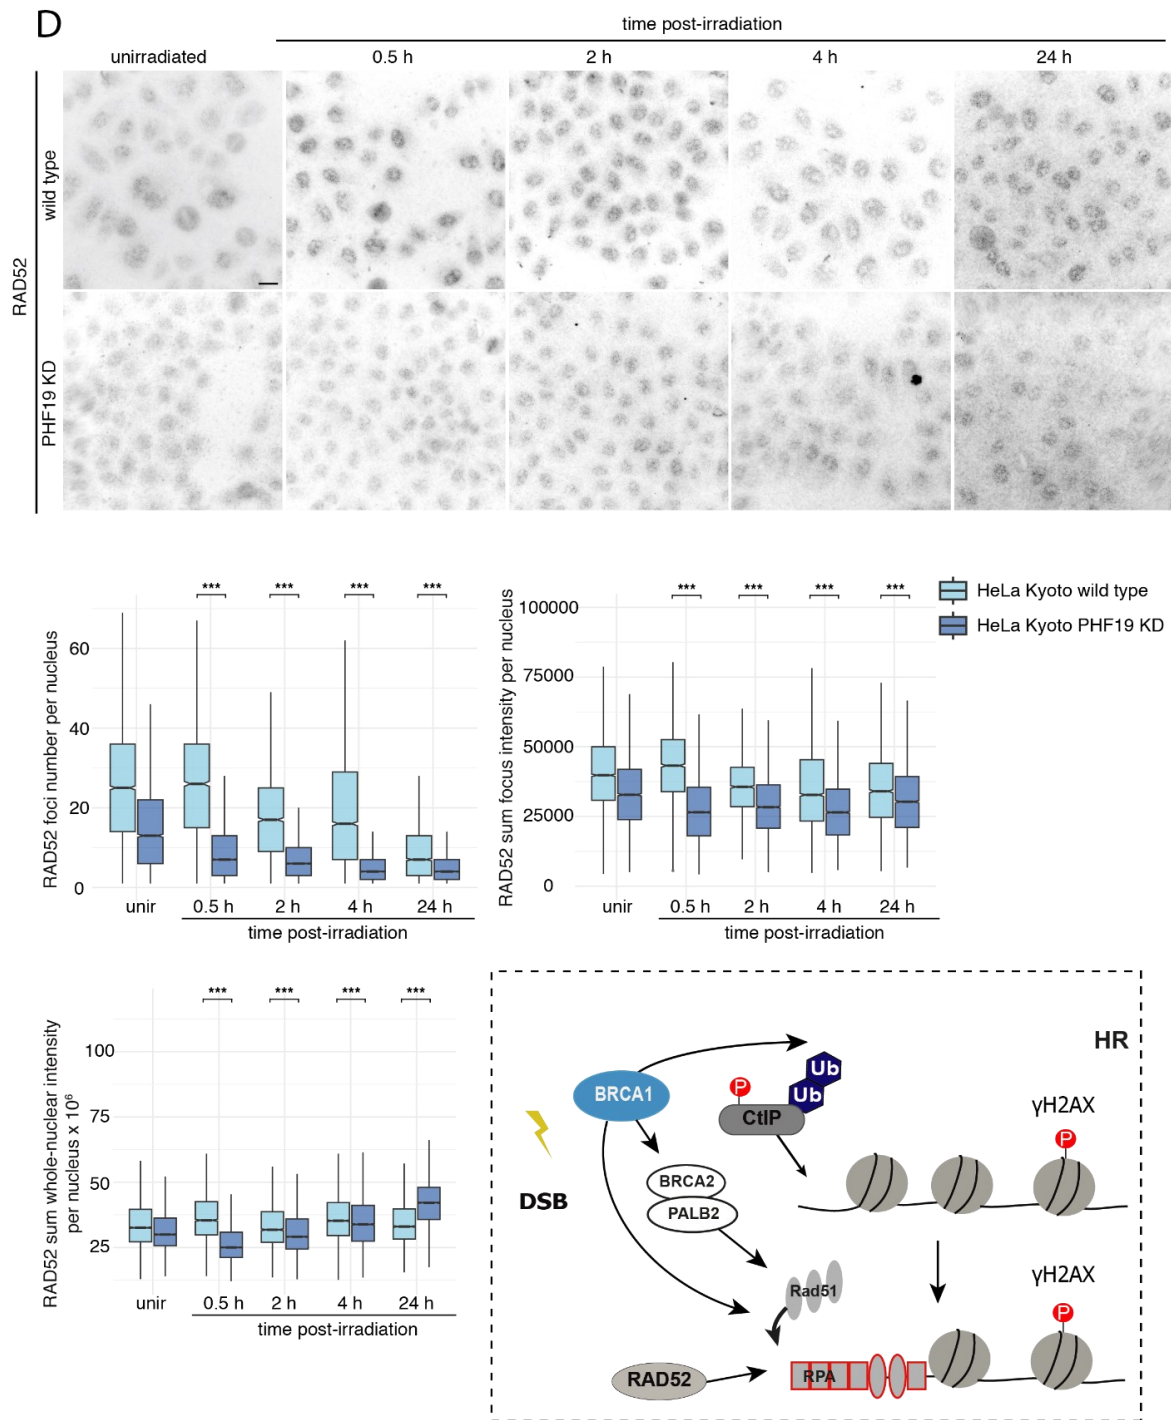 D
time post-irradiation
unirradiated 0.5 h 2 h 4 h 24 h
RAD52
wild type
PHF19 KD
RAD52 foci number per nucleus
60
40
20
0
*** *** *** ***
unir 0.5 h 2 h 4 h 24 h
time post-irradiation
RAD52 sum focus intensity per nucleus
100000
75000
50000
25000
0
*** *** *** ***
unir 0.5 h 2 h 4 h 24 h
time post-irradiation
HeLa Kyoto wild type
HeLa Kyoto PHF19 KD
RAD52 sum whole-nuclear intensity
per nucleus x 10⁶
100
75
50
25
*** *** *** ***
unir 0.5 h 2 h 4 h 24 h
time post-irradiation
HR
Ub
Ub
BRCA1
P
CtIP
γH2AX
P
DSB
BRCA2
PALB2
Rad51
γH2AX
P
RAD52
RPA